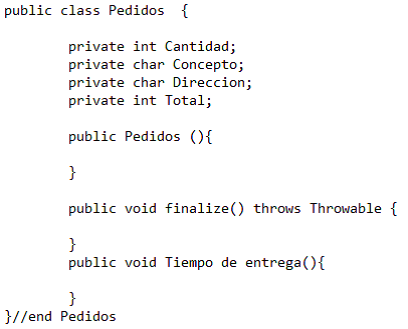 public class Pedidos  {
private int Cantidad;
private char Concepto;
private char Direccion;
private int Total;
public Pedidos (){
}
public void finalize() throws Throwable {
}
public void Tiempo de entrega(){
}
}//end Pedidos